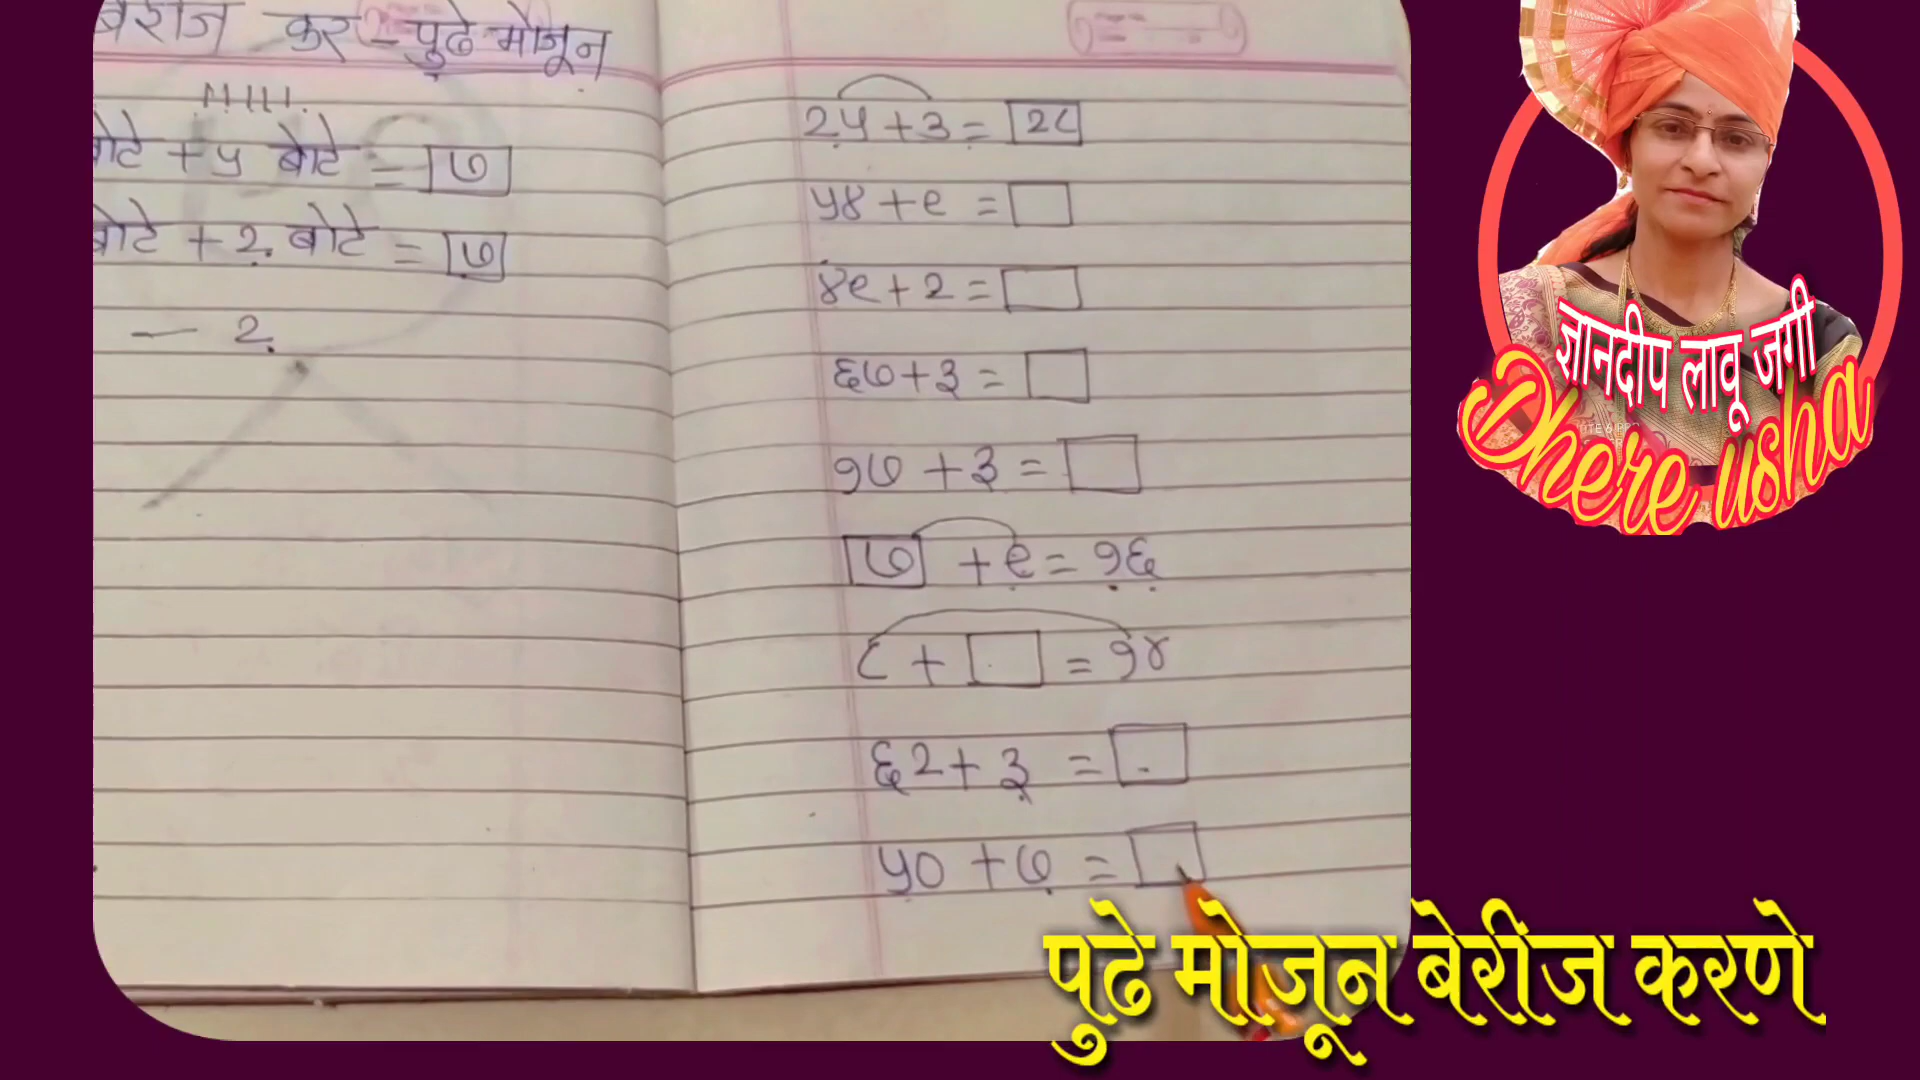 बेरीज कर - पुढे मोजून
बोटे + ५ बोटे = ७
बोटे + २ बोटे = ७
— २
२५ + ३ = २८
५४ + ९ =
४९ + २ =
६७ + ३ =
१७ + ३ =
७ + ९ = १६
८ + = १४
६२ + ३ =
५० + ७ =
ज्ञानदीप लावू जगी
Dhere usha
पुढे मोजून बेरीज करणे